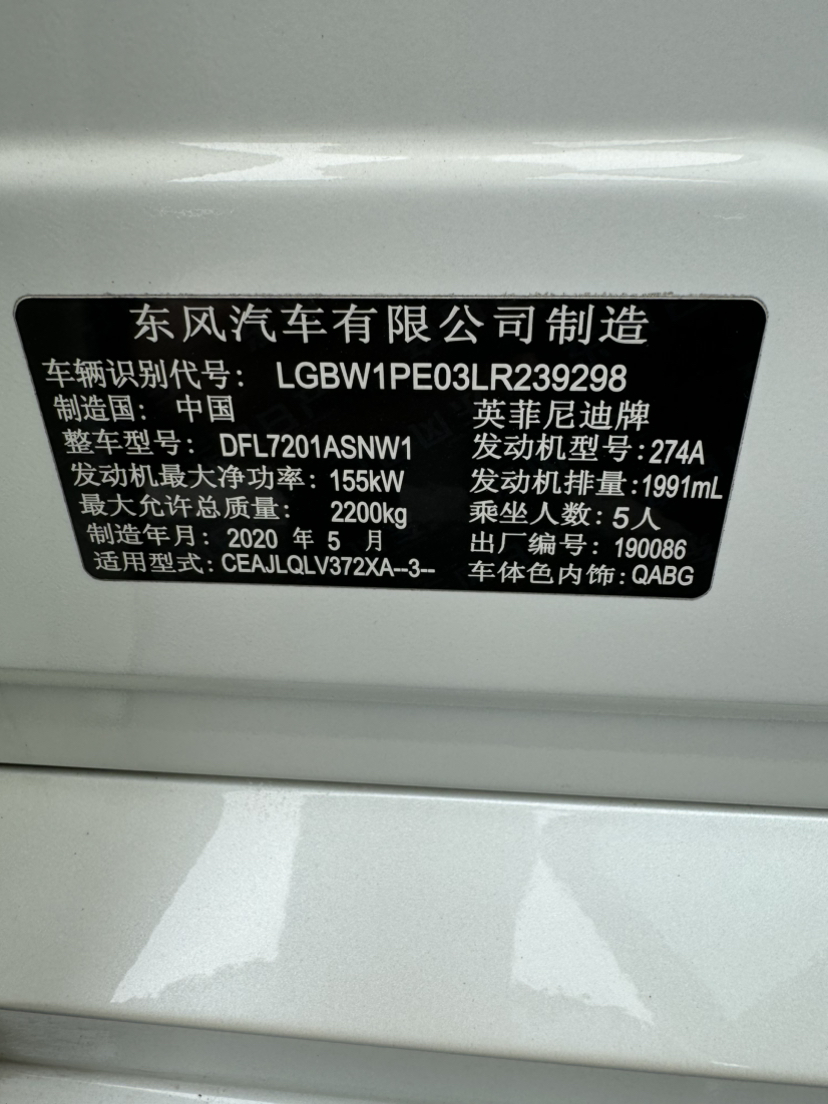 东风汽车有限公司制造
车辆识别代号: LGBW1PE03LR239298
制造国: 中国 英菲尼迪牌
整车型号: DFL7201ASNW1 发动机型号:274A
发动机最大净功率: 155kW 发动机排量:1991mL
最大允许总质量: 2200kg 乘坐人数: 5人
制造年月: 2020 年 5 月 出厂编号: 190086
适用型式: CEAJLQLV372XA--3-- 车体色内饰: QABG